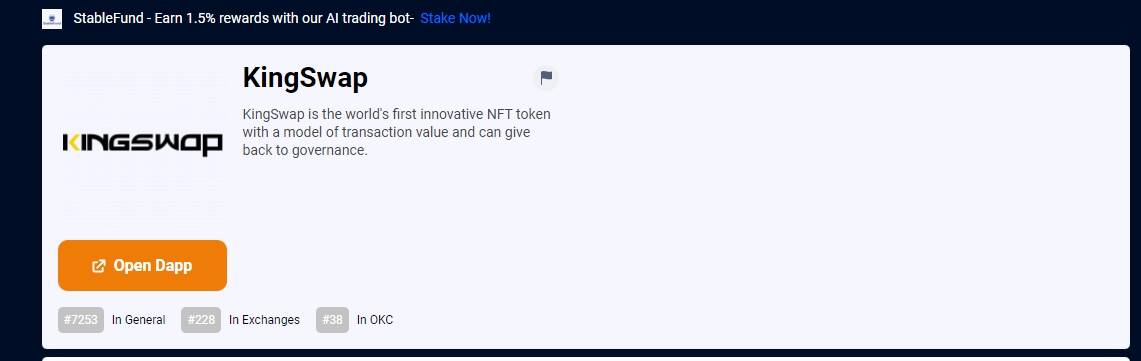 StableFund - Earn 1.5% rewards with our AI trading bot- Stake Now!
KingSwap
KingSwap is the world's first innovative NFT token
with a model of transaction value and can give
back to governance.
KINGSWAP
Open Dapp
#7253 In General #228 In Exchanges #38 In OKC